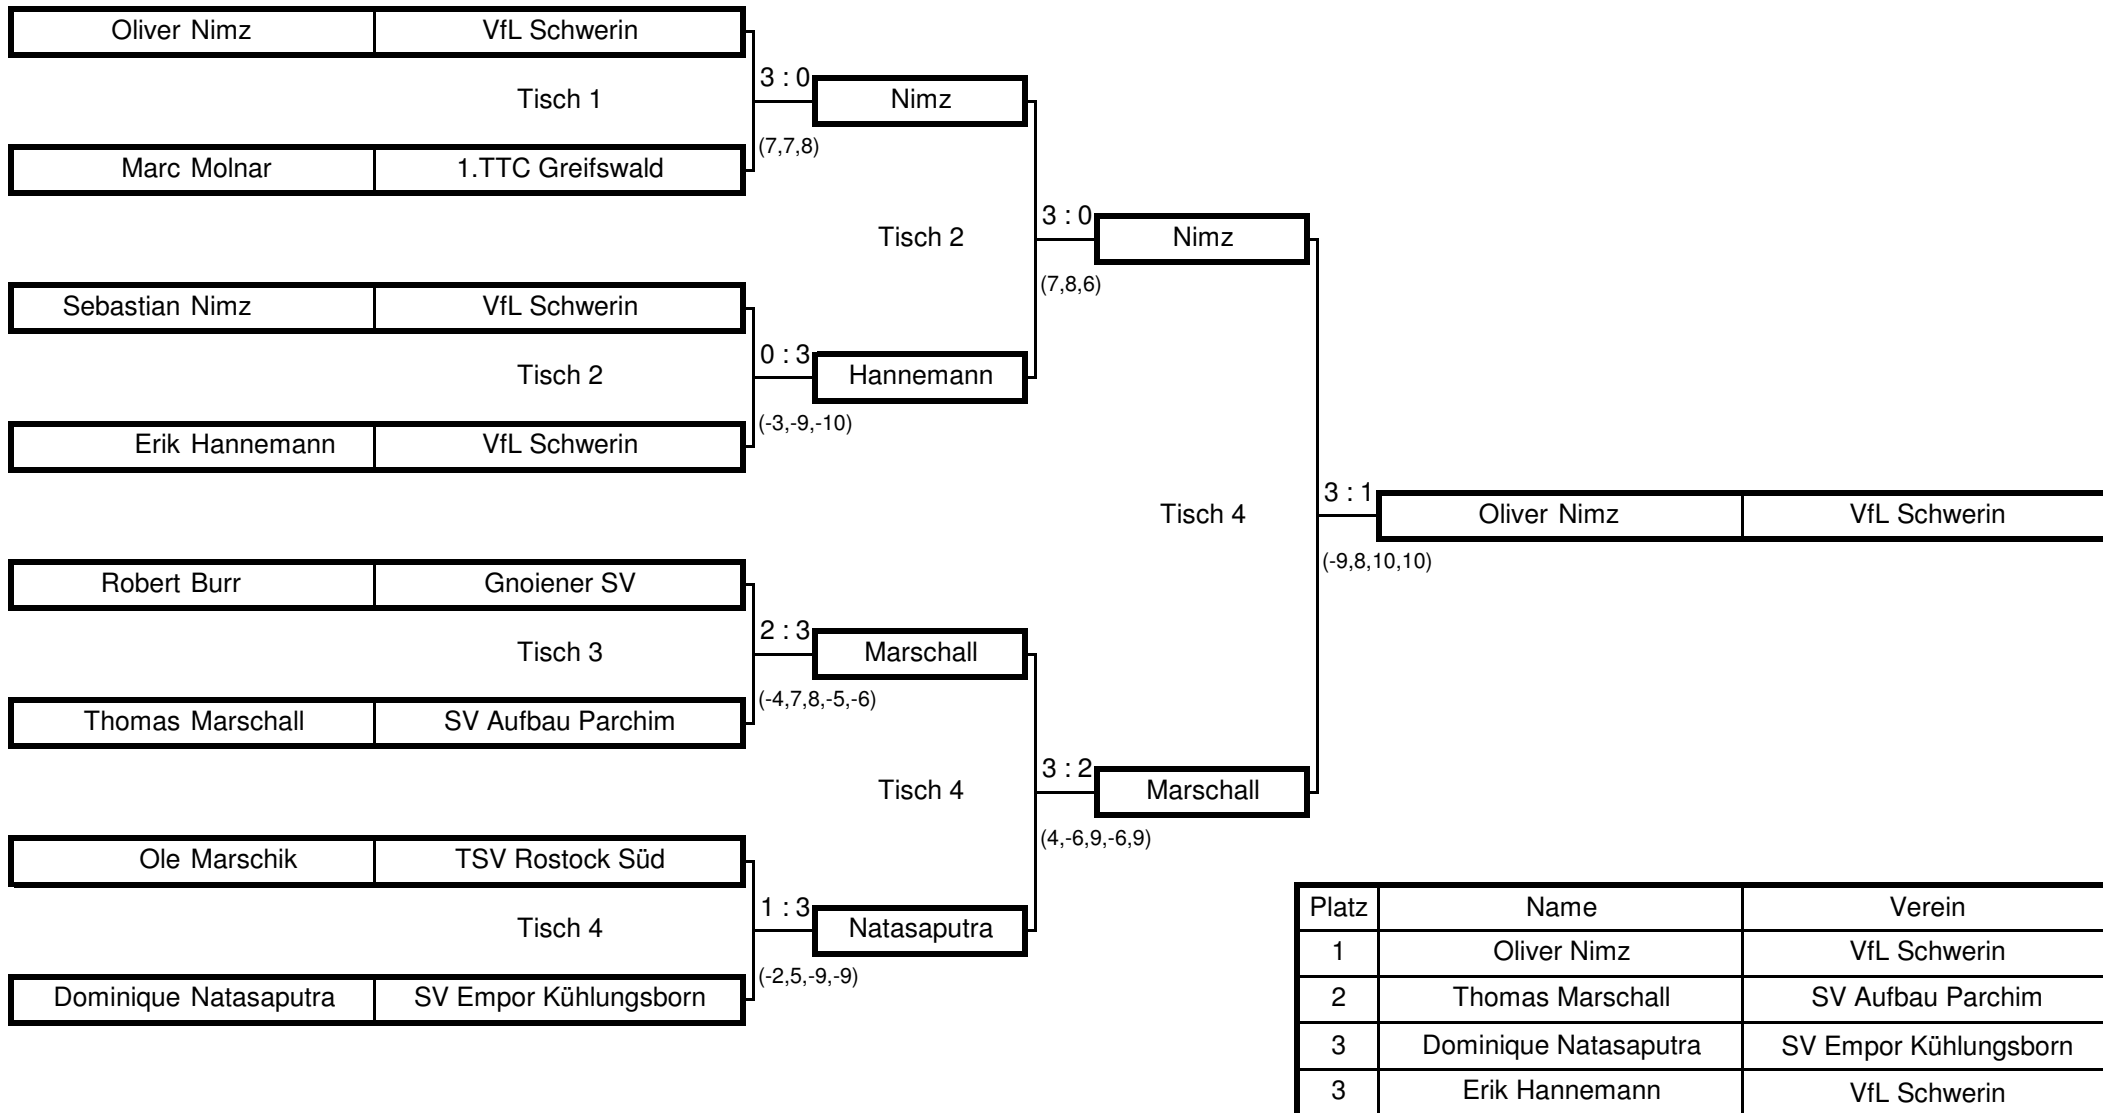 Oliver Nimz VfL Schwerin
3 : 0
Tisch 1 Nimz
(7,7,8)
Marc Molnar 1.TTC Greifswald
3 : 0
Tisch 2 Nimz
(7,8,6)
Sebastian Nimz VfL Schwerin
0 : 3
Tisch 2 Hannemann
(-3,-9,-10)
Erik Hannemann VfL Schwerin
3 : 1
Tisch 4 Oliver Nimz VfL Schwerin
(-9,8,10,10)
Robert Burr Gnoiener SV
2 : 3
Tisch 3 Marschall
(-4,7,8,-5,-6)
Thomas Marschall SV Aufbau Parchim
3 : 2
Tisch 4 Marschall
(4,-6,9,-6,9)
Ole Marschik TSV Rostock Süd
1 : 3
Tisch 4 Natasaputra
(-2,5,-9,-9)
Dominique Natasaputra SV Empor Kühlungsborn
Platz Name Verein
1 Oliver Nimz VfL Schwerin
2 Thomas Marschall SV Aufbau Parchim
3 Dominique Natasaputra SV Empor Kühlungsborn
3 Erik Hannemann VfL Schwerin